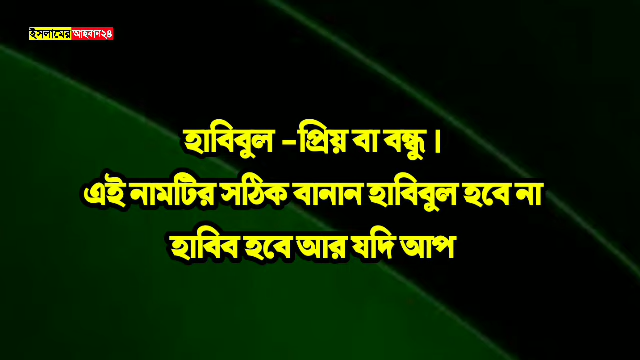 ইসলামের আহবান২৪
হাবিবুল -প্রিয় বা বন্ধু।
এই নামটির সঠিক বানান হাবিবুল হবে না
হাবিব হবে আর যদি আপ